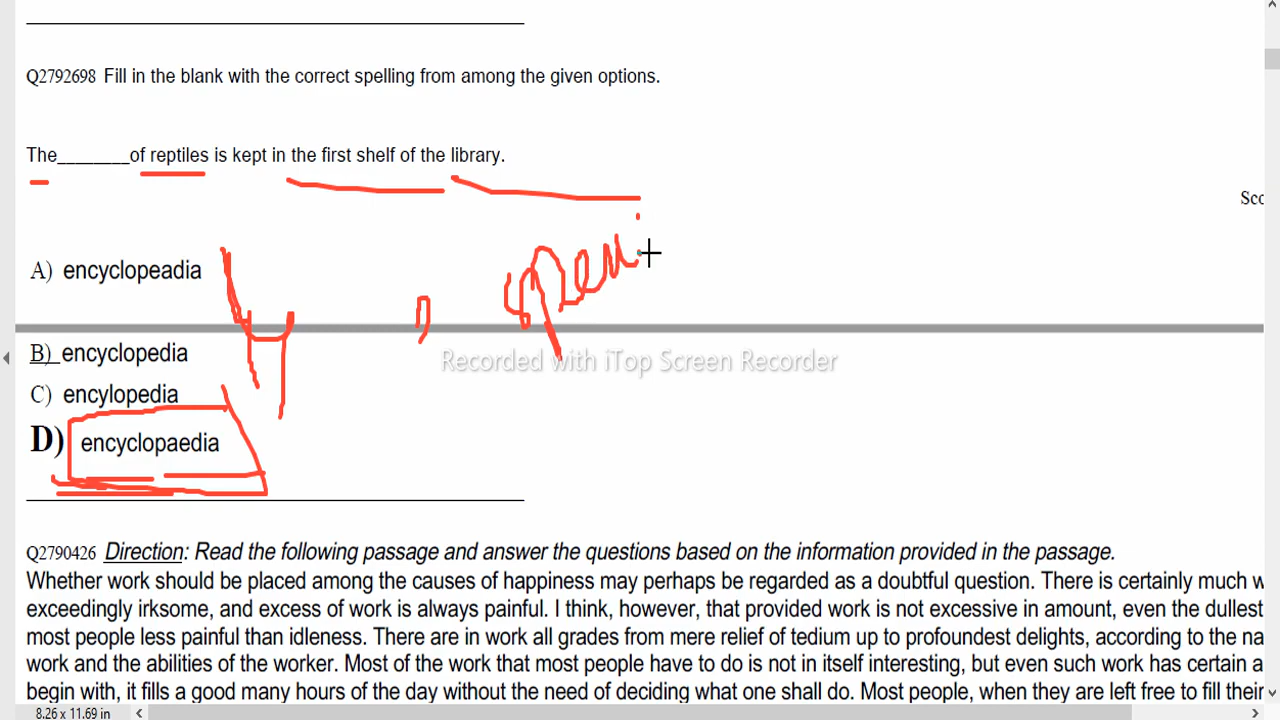 Q2792698 Fill in the blank with the correct spelling from among the given options.
The________of reptiles is kept in the first shelf of the library.
Sco
A) encyclopeadia
B) encyclopedia
Recorded with iTop Screen Recorder
C) encylopedia
D) encyclopaedia
Q2790426 Direction: Read the following passage and answer the questions based on the information provided in the passage.
Whether work should be placed among the causes of happiness may perhaps be regarded as a doubtful question. There is certainly much w
exceedingly irksome, and excess of work is always painful. I think, however, that provided work is not excessive in amount, even the dullest
most people less painful than idleness. There are in work all grades from mere relief of tedium up to profoundest delights, according to the na
work and the abilities of the worker. Most of the work that most people have to do is not in itself interesting, but even such work has certain a
begin with, it fills a good many hours of the day without the need of deciding what one shall do. Most people, when they are left free to fill their
8.26 x 11.69 in